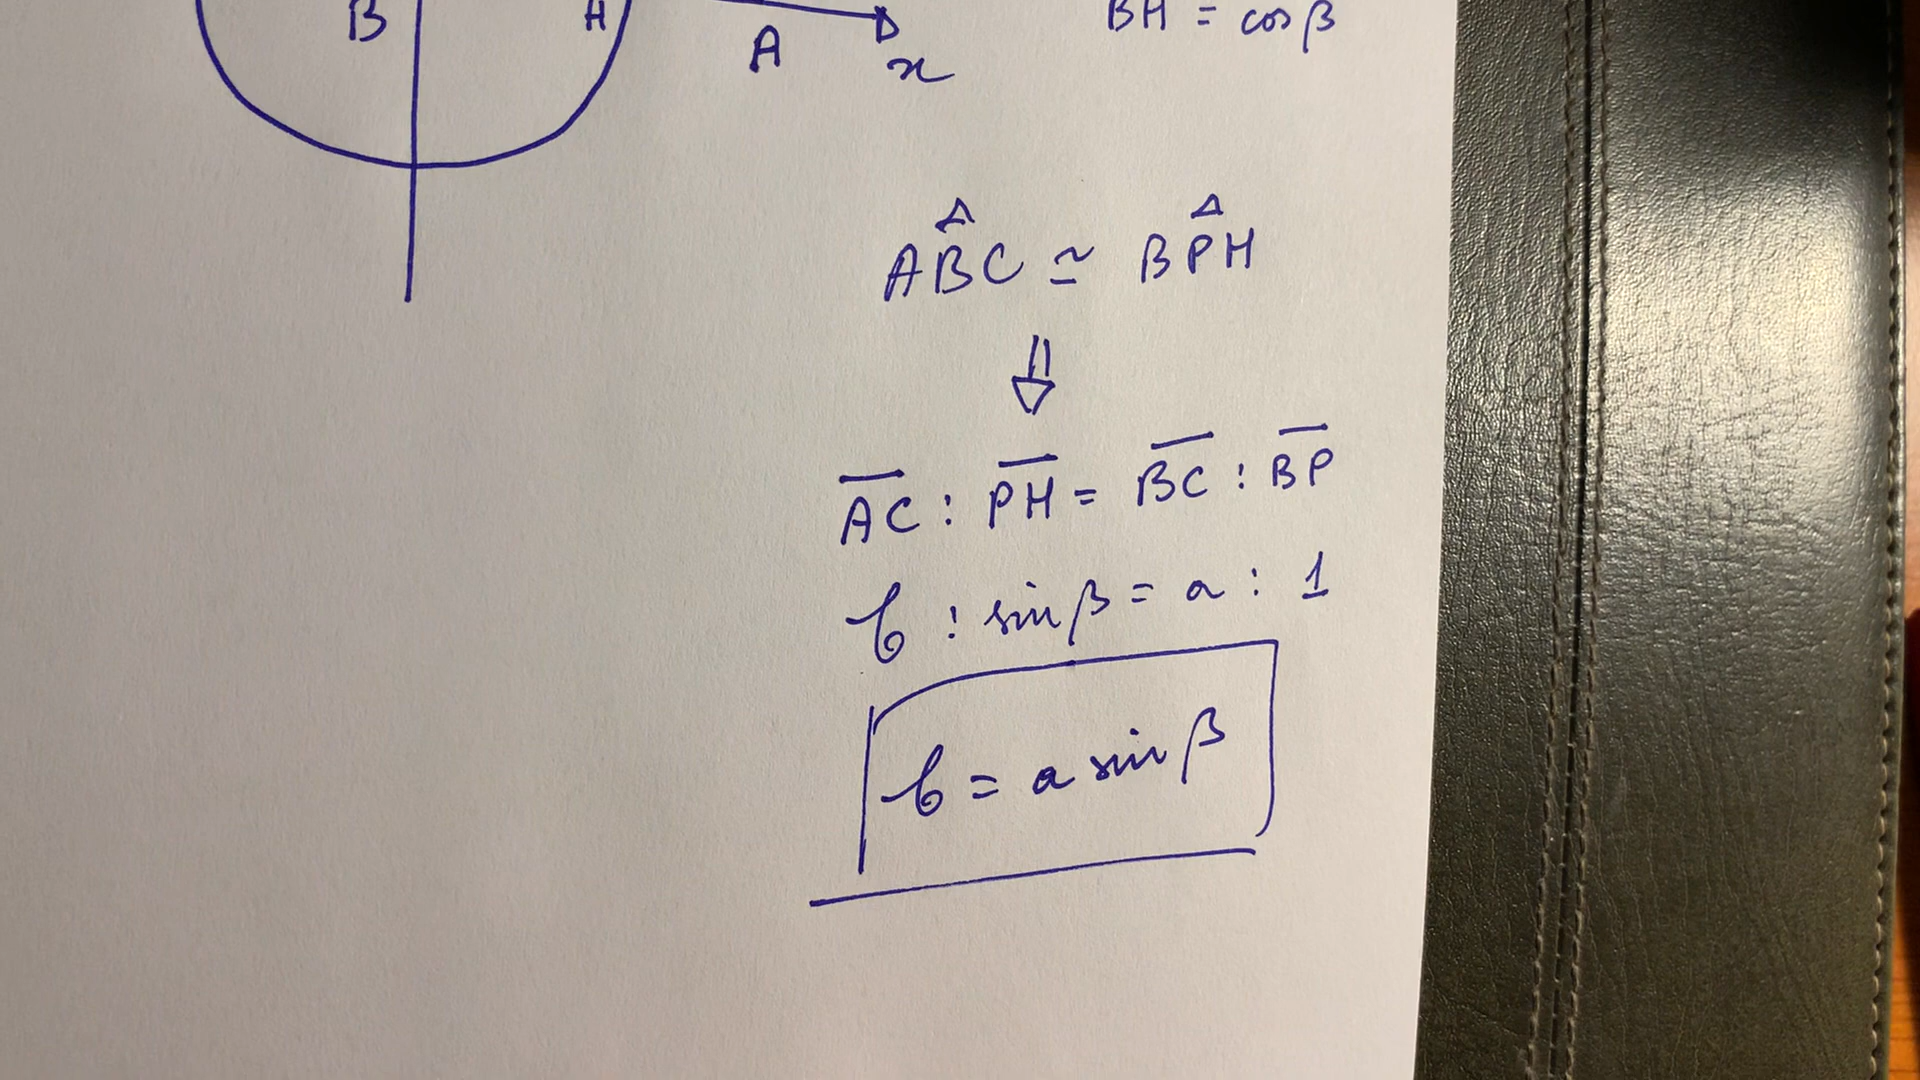 B H A x
BH = cos β
ABC ≃ BPH
⇓
AC : PH = BC : BP
b : sin β = a : 1
b = a sin β